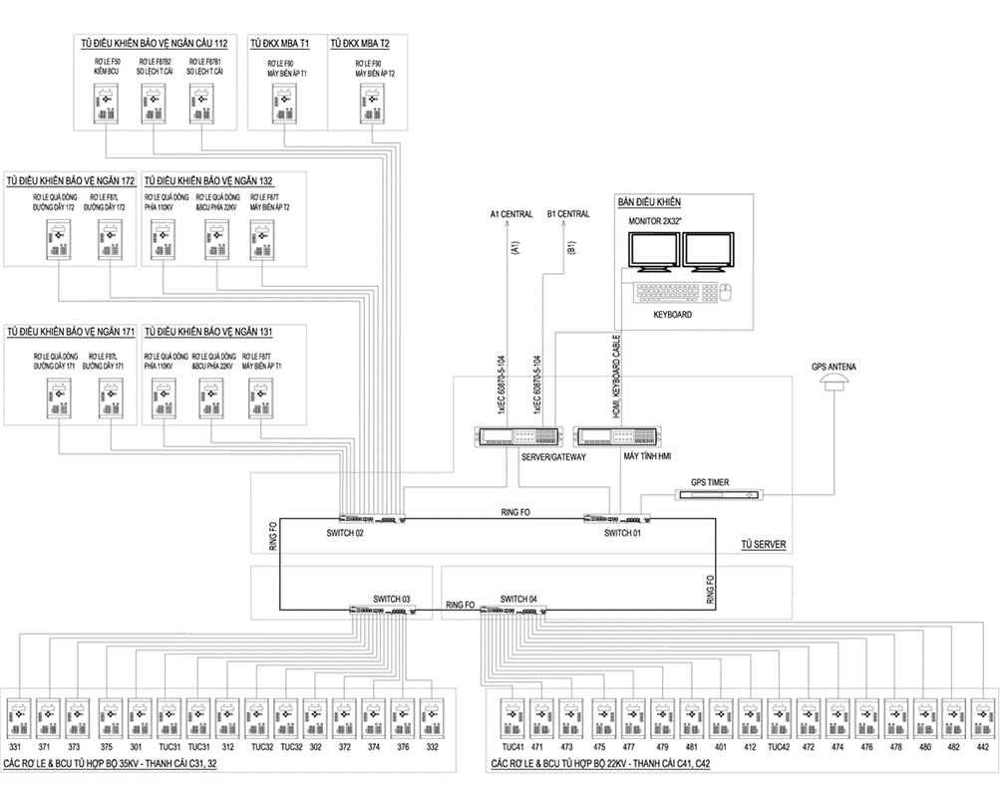 TỦ ĐIỀU KHIỂN BẢO VỆ NGĂN CẦU 112
TỦ ĐKX MBA T1
TỦ ĐKX MBA T2
RƠ LE F50
KIÊM BCU
RƠ LE F87B2
SO LỆCH T.CÁI
RƠ LE F87B1
SO LỆCH T.CÁI
RƠ LE F90
MÁY BIẾN ÁP T1
RƠ LE F90
MÁY BIẾN ÁP T2
TỦ ĐIỀU KHIỂN BẢO VỆ NGĂN 172
TỦ ĐIỀU KHIỂN BẢO VỆ NGĂN 132
RƠ LE QUÁ DÒNG
ĐƯỜNG DÂY 172
RƠ LE F87L
ĐƯỜNG DÂY 172
RƠ LE QUÁ DÒNG
PHÍA 110KV
RƠ LE QUÁ DÒNG
&BCU PHÍA 22KV
RƠ LE F87T
MÁY BIẾN ÁP T2
A1 CENTRAL
B1 CENTRAL
(A1)
(B1)
BÀN ĐIỀU KHIỂN
MONITOR 2X32"
KEYBOARD
TỦ ĐIỀU KHIỂN BẢO VỆ NGĂN 171
TỦ ĐIỀU KHIỂN BẢO VỆ NGĂN 131
RƠ LE QUÁ DÒNG
ĐƯỜNG DÂY 171
RƠ LE F87L
ĐƯỜNG DÂY 171
RƠ LE QUÁ DÒNG
PHÍA 110KV
RƠ LE QUÁ DÒNG
&BCU PHÍA 22KV
RƠ LE F87T
MÁY BIẾN ÁP T1
1xIEC 60870-5-104
1xIEC 60870-5-104
HDMI, KEYBOARD CABLE
GPS ANTENA
SERVER/GATEWAY
MÁY TÍNH HMI
GPS TIMER
RING FO
SWITCH 02
RING FO
SWITCH 01
TỦ SERVER
SWITCH 03
RING FO
SWITCH 04
RING FO
331
371
373
375
301
TUC31
TUC31
312
TUC32
TUC32
302
372
374
376
332
TUC41
471
473
475
477
479
481
401
412
TUC42
472
474
476
478
480
482
442
CÁC RƠ LE & BCU TỦ HỢP BỘ 35KV - THANH CÁI C31, 32
CÁC RƠ LE & BCU TỦ HỢP BỘ 22KV - THANH CÁI C41, C42